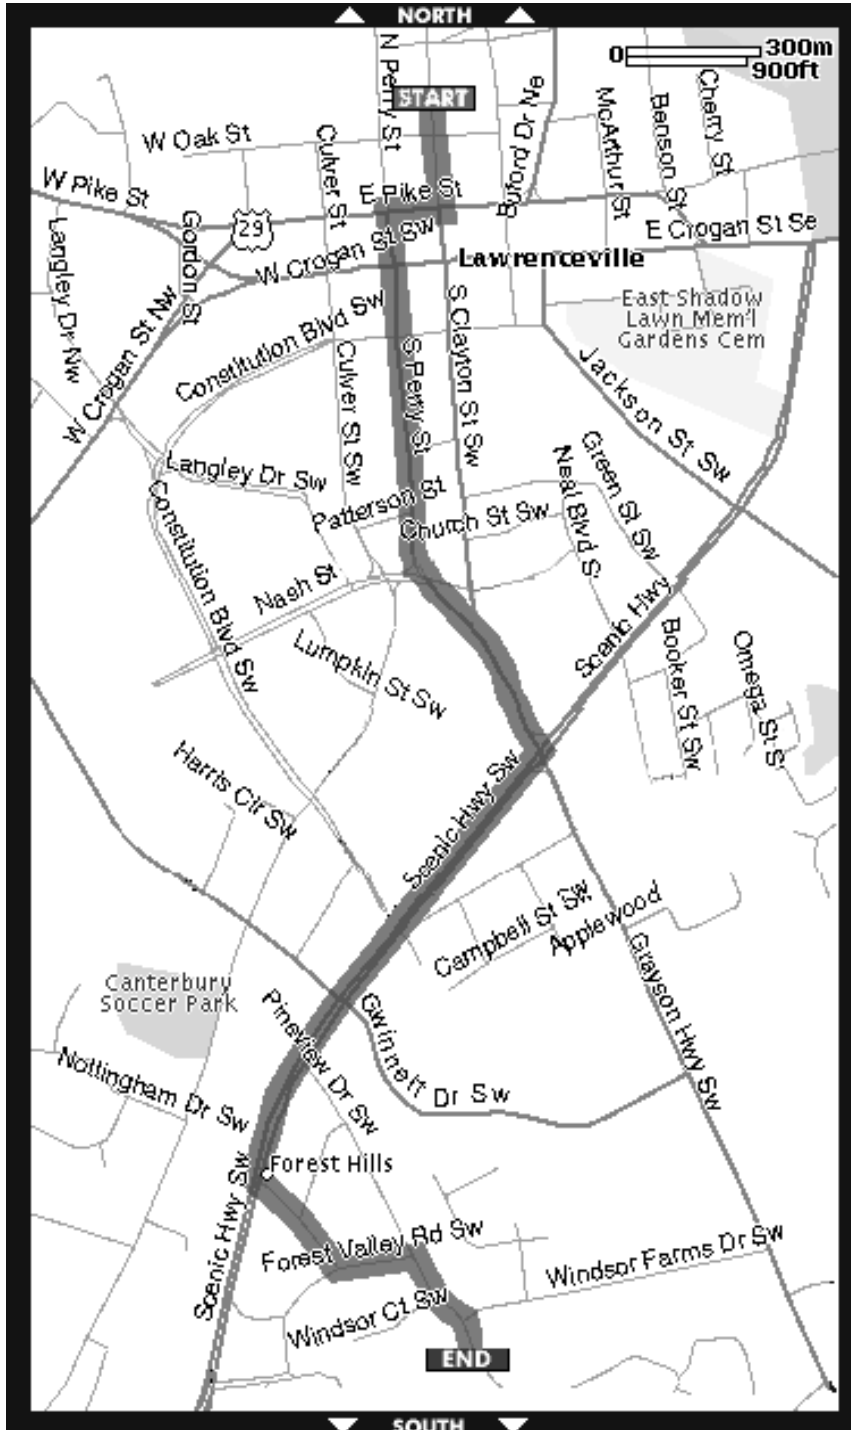 NORTH
0 300m
900ft
N Perry St
START
Buford Dr Ne
McArthur St
Benson St
Cherry St
W Oak St
Culver St
W Pike St
E Pike St
Langley Dr Nw
Gordon St
29
W Crogan St Sw
E Crogan St Se
Lawrenceville
W Crogan St Nw
Constitution Blvd Sw
S Clayton St Sw
East Shadow
Lawn Mem'l
Gardens Cem
Culver St Sw
S Perry St
Jackson St Sw
Langley Dr Sw
Patterson St
Church St Sw
Neal Blvd S
Green St Sw
Constitution Blvd Sw
Nash St
Scenic Hwy
Lumpkin St Sw
Booker St Sw
Omega St S
Harris Cir Sw
Scenic Hwy Sw
Campbell St Sw
Applewood
Grayson Hwy Sw
Canterbury
Soccer Park
Pineview Dr Sw
Gwinnett Dr Sw
Nottingham Dr Sw
Forest Hills
Scenic Hwy Sw
Forest Valley Rd Sw
Windsor Farms Dr Sw
Windsor Ct Sw
END
SOUTH